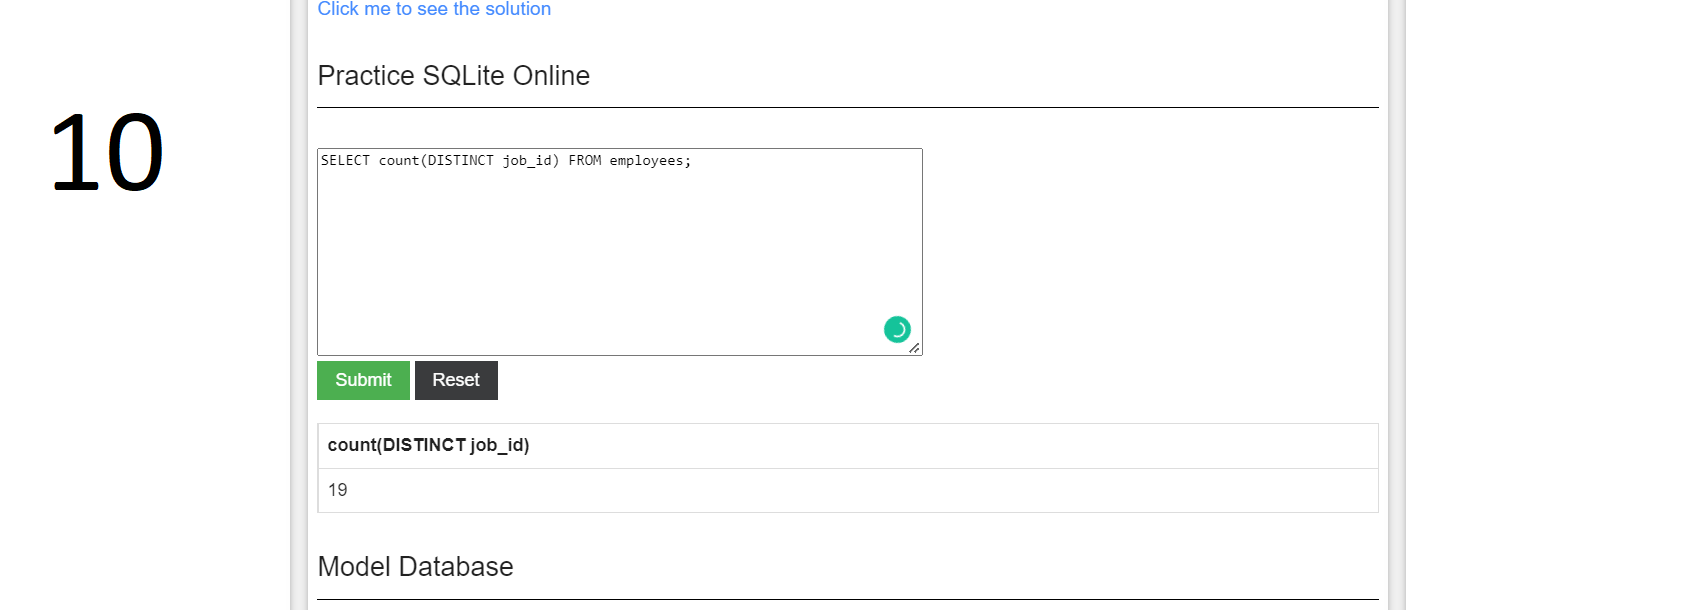 Click me to see the solution
Practice SQLite Online
10
SELECT count(DISTINCT job_id) FROM employees;
Submit Reset
count(DISTINCT job_id)
19
Model Database